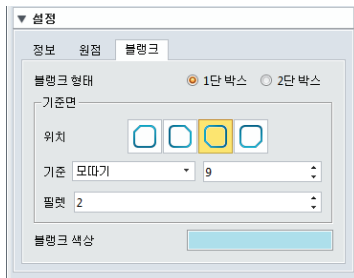 설정
정보 원점 블랭크
블랭크 형태 1단 박스 2단 박스
기준면
위치
기준 모따기 9
필렛 2
블랭크 색상